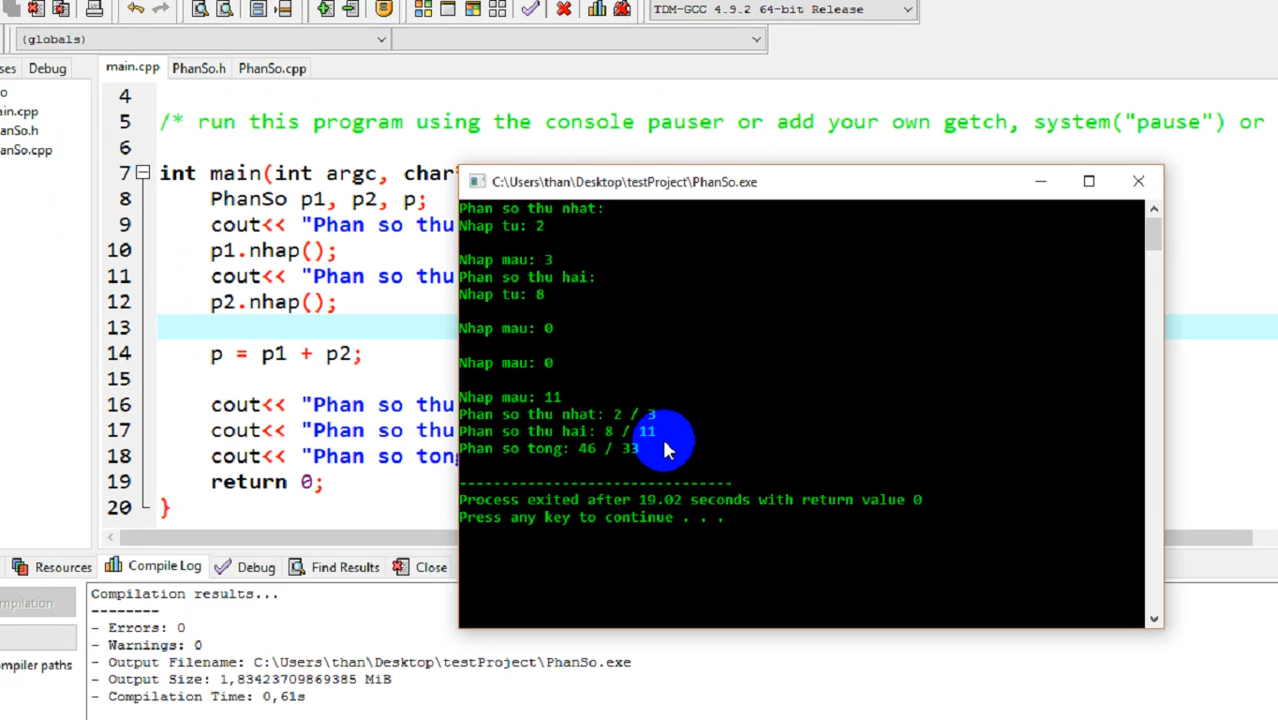 TDM-GCC 4.9.2 64-bit Release
(globals)
ses Debug main.cpp PhanSo.h PhanSo.cpp
o
ain.cpp
anSo.h
anSo.cpp
4
5 /* run this program using the console pauser or add your own getch, system("pause") or
6
7 int main(int argc, char
8 PhanSo p1, p2, p;
9 cout<< "Phan so thu
10 p1.nhap();
11 cout<< "Phan so thu
12 p2.nhap();
13
14 p = p1 + p2;
15
16 cout<< "Phan so thu
17 cout<< "Phan so thu
18 cout<< "Phan so tong
19 return 0;
20 }
C:\Users\than\Desktop\testProject\PhanSo.exe
Phan so thu nhat:
Nhap tu: 2
Nhap mau: 3
Phan so thu hai:
Nhap tu: 8
Nhap mau: 0
Nhap mau: 0
Nhap mau: 11
Phan so thu nhat: 2 / 3
Phan so thu hai: 8 / 11
Phan so tong: 46 / 33
--------------------------------
Process exited after 19.02 seconds with return value 0
Press any key to continue . . .
Resources Compile Log Debug Find Results Close
mpilation
ompiler paths
Compilation results...
--------
- Errors: 0
- Warnings: 0
- Output Filename: C:\Users\than\Desktop\testProject\PhanSo.exe
- Output Size: 1,83423709869385 MiB
- Compilation Time: 0,61s